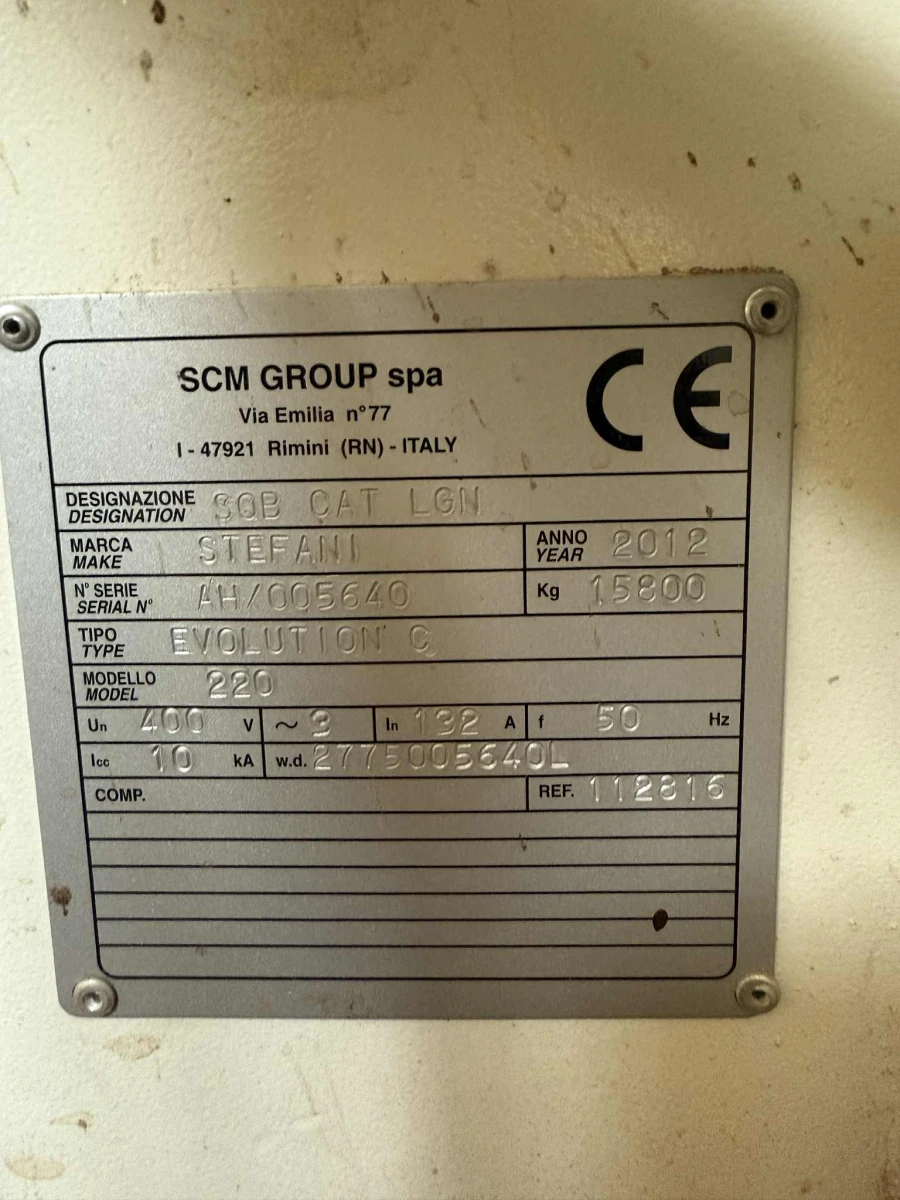 SCM GROUP spa
CE
Via Emilia n°77
I - 47921 Rimini (RN) - ITALY
DESIGNAZIONE SQB CAT LGN
DESIGNATION
MARCA STEFANI ANNO 2012
MAKE YEAR
N° SERIE AH/005640 Kg 15800
SERIAL N°
TIPO EVOLUTION C
TYPE
MODELLO 220
MODEL
Un 400 V ~ 3 In 132 A f 50 Hz
Icc 10 kA w.d. 2775005640L
COMP. REF. 112816